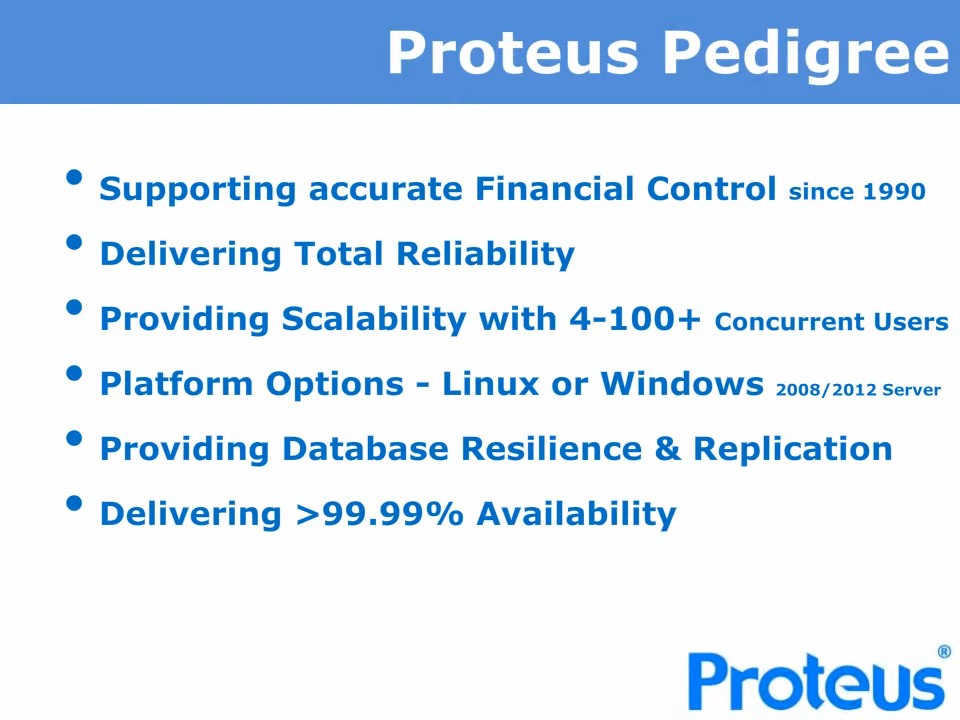 Proteus Pedigree
• Supporting accurate Financial Control since 1990
• Delivering Total Reliability
• Providing Scalability with 4-100+ Concurrent Users
• Platform Options - Linux or Windows 2008/2012 Server
• Providing Database Resilience & Replication
• Delivering >99.99% Availability
Proteus®